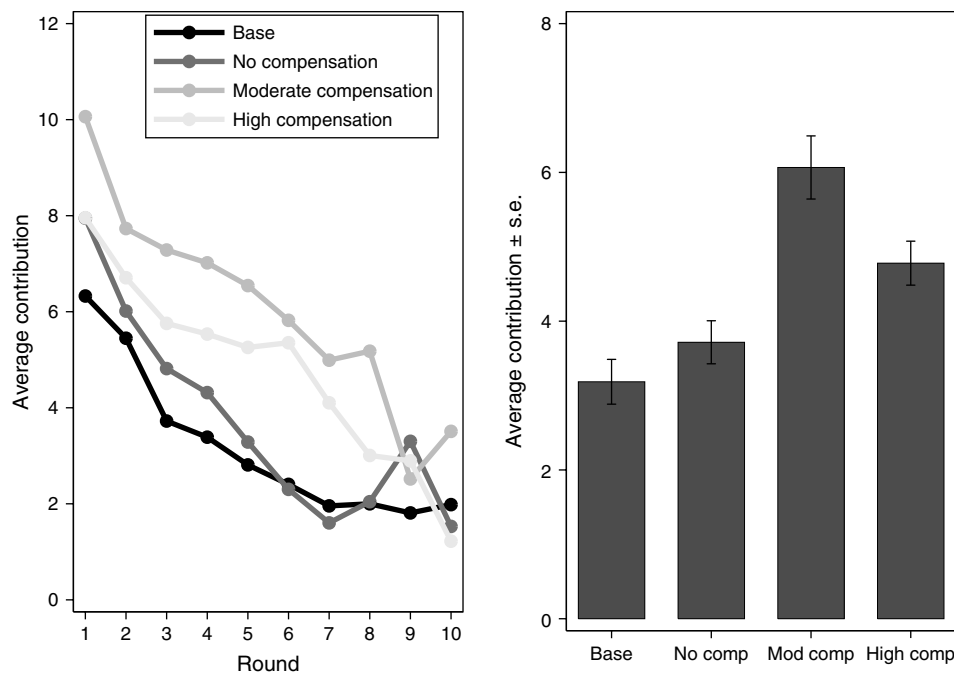 12
10
8
6
4
2
0
Average contribution
Base
No compensation
Moderate compensation
High compensation
1 2 3 4 5 6 7 8 9 10
Round
8
6
4
2
0
Average contribution ± s.e.
Base No comp Mod comp High comp